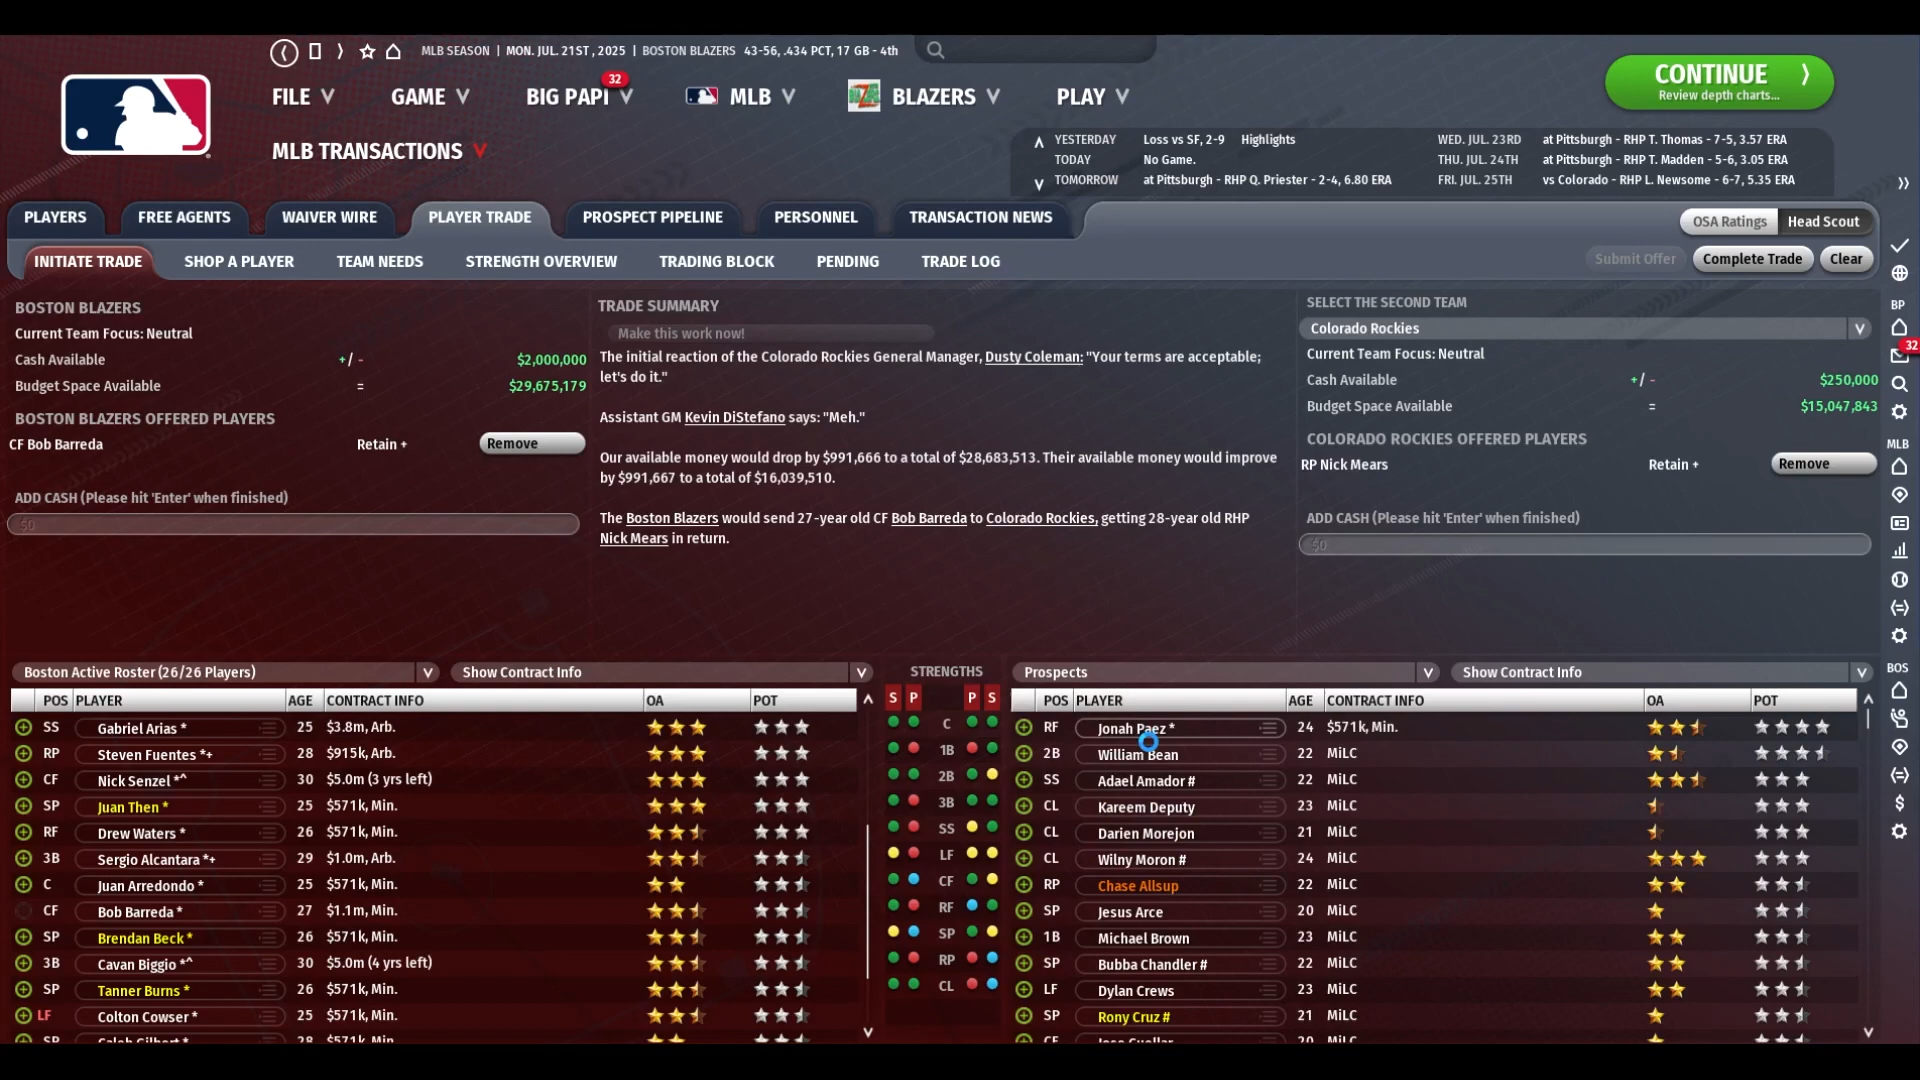 MLB SEASON | MON. JUL. 21ST , 2025 | BOSTON BLAZERS 43-56, .434 PCT, 17 GB - 4th
FILE GAME BIG PAPI 32 MLB BLAZERS PLAY
CONTINUE
Review depth charts...
MLB TRANSACTIONS
YESTERDAY Loss vs SF, 2-9 Highlights WED. JUL. 23RD at Pittsburgh - RHP T. Thomas - 7-5, 3.57 ERA
TODAY No Game. THU. JUL. 24TH at Pittsburgh - RHP T. Madden - 5-6, 3.05 ERA
TOMORROW at Pittsburgh - RHP Q. Priester - 2-4, 6.80 ERA FRI. JUL. 25TH vs Colorado - RHP L. Newsome - 6-7, 5.35 ERA
PLAYERS FREE AGENTS WAIVER WIRE PLAYER TRADE PROSPECT PIPELINE PERSONNEL TRANSACTION NEWS OSA Ratings Head Scout
INITIATE TRADE SHOP A PLAYER TEAM NEEDS STRENGTH OVERVIEW TRADING BLOCK PENDING TRADE LOG Submit Offer Complete Trade Clear
BOSTON BLAZERS
Current Team Focus: Neutral
Cash Available +/ - $2,000,000
Budget Space Available = $29,675,179
BOSTON BLAZERS OFFERED PLAYERS
CF Bob Barreda Retain + Remove
ADD CASH (Please hit 'Enter' when finished)
$0
TRADE SUMMARY
Make this work now!
The initial reaction of the Colorado Rockies General Manager, Dusty Coleman: "Your terms are acceptable;
let's do it."
Assistant GM Kevin DiStefano says: "Meh."
Our available money would drop by $991,666 to a total of $28,683,513. Their available money would improve
by $991,667 to a total of $16,039,510.
The Boston Blazers would send 27-year old CF Bob Barreda to Colorado Rockies, getting 28-year old RHP
Nick Mears in return.
SELECT THE SECOND TEAM
Colorado Rockies
Current Team Focus: Neutral
Cash Available +/ - $250,000
Budget Space Available = $15,047,843
COLORADO ROCKIES OFFERED PLAYERS
RP Nick Mears Retain + Remove
ADD CASH (Please hit 'Enter' when finished)
$0
BP
32
MLB
BOS
$
Boston Active Roster (26/26 Players) Show Contract Info
POS PLAYER AGE CONTRACT INFO OA POT
SS Gabriel Arias * 25 $3.8m, Arb.
RP Steven Fuentes *+ 28 $915k, Arb.
CF Nick Senzel *^ 30 $5.0m (3 yrs left)
SP Juan Then * 25 $571k, Min.
RF Drew Waters * 26 $571k, Min.
3B Sergio Alcantara *+ 29 $1.0m, Arb.
C Juan Arredondo * 25 $571k, Min.
CF Bob Barreda * 27 $1.1m, Min.
SP Brendan Beck * 26 $571k, Min.
3B Cavan Biggio *^ 30 $5.0m (4 yrs left)
SP Tanner Burns * 26 $571k, Min.
LF Colton Cowser * 25 $571k, Min.
SP Caleb Gilbert * 28 $571k, Min.
STRENGTHS
S P P S
C
1B
2B
3B
SS
LF
CF
RF
SP
RP
CL
Prospects Show Contract Info
POS PLAYER AGE CONTRACT INFO OA POT
RF Jonah Paez * 24 $571k, Min.
2B William Bean 22 MiLC
SS Adael Amador # 22 MiLC
CL Kareem Deputy 23 MiLC
CL Darien Morejon 21 MiLC
CL Wilny Moron # 24 MiLC
RP Chase Allsup 22 MiLC
SP Jesus Arce 20 MiLC
1B Michael Brown 23 MiLC
SP Bubba Chandler # 22 MiLC
LF Dylan Crews 23 MiLC
SP Rony Cruz # 21 MiLC
CF Jose Cuellar 20 MiLC